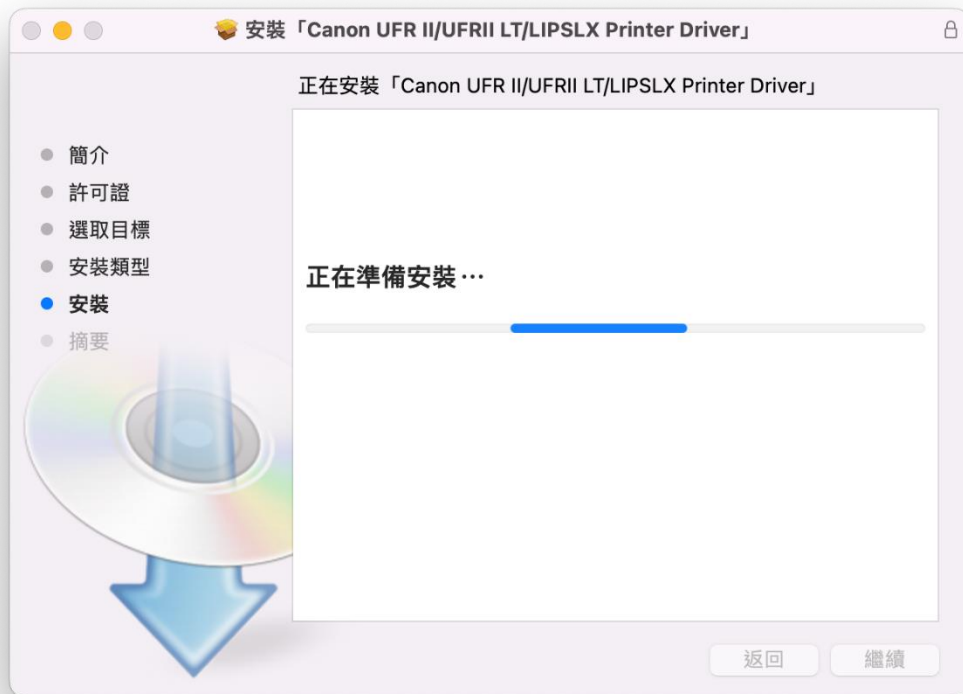 安裝「Canon UFR II/UFRII LT/LIPSLX Printer Driver」
正在安裝「Canon UFR II/UFRII LT/LIPSLX Printer Driver」
簡介
許可證
選取目標
安裝類型
安裝
摘要
正在準備安裝⋯
返回
繼續